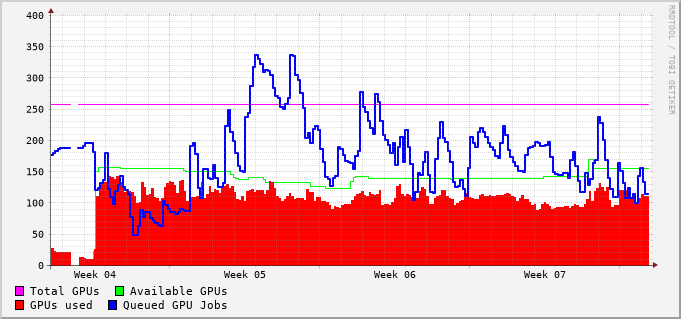 400
350
300
250
200
150
100
50
0
Week 04 Week 05 Week 06 Week 07
Total GPUs Available GPUs
GPUs used Queued GPU Jobs
RRDTOOL / TOBI OETIKER